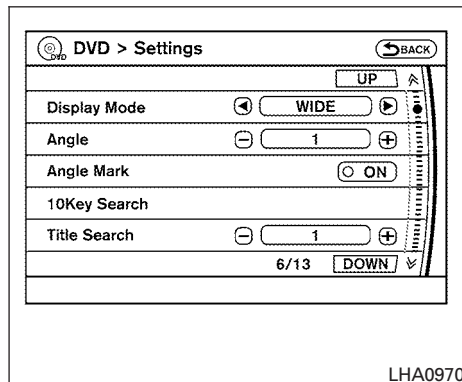 DVD DVD > Settings BACK
UP
Display Mode WIDE
Angle 1
Angle Mark ON
10Key Search
Title Search 1
6/13 DOWN
LHA0970